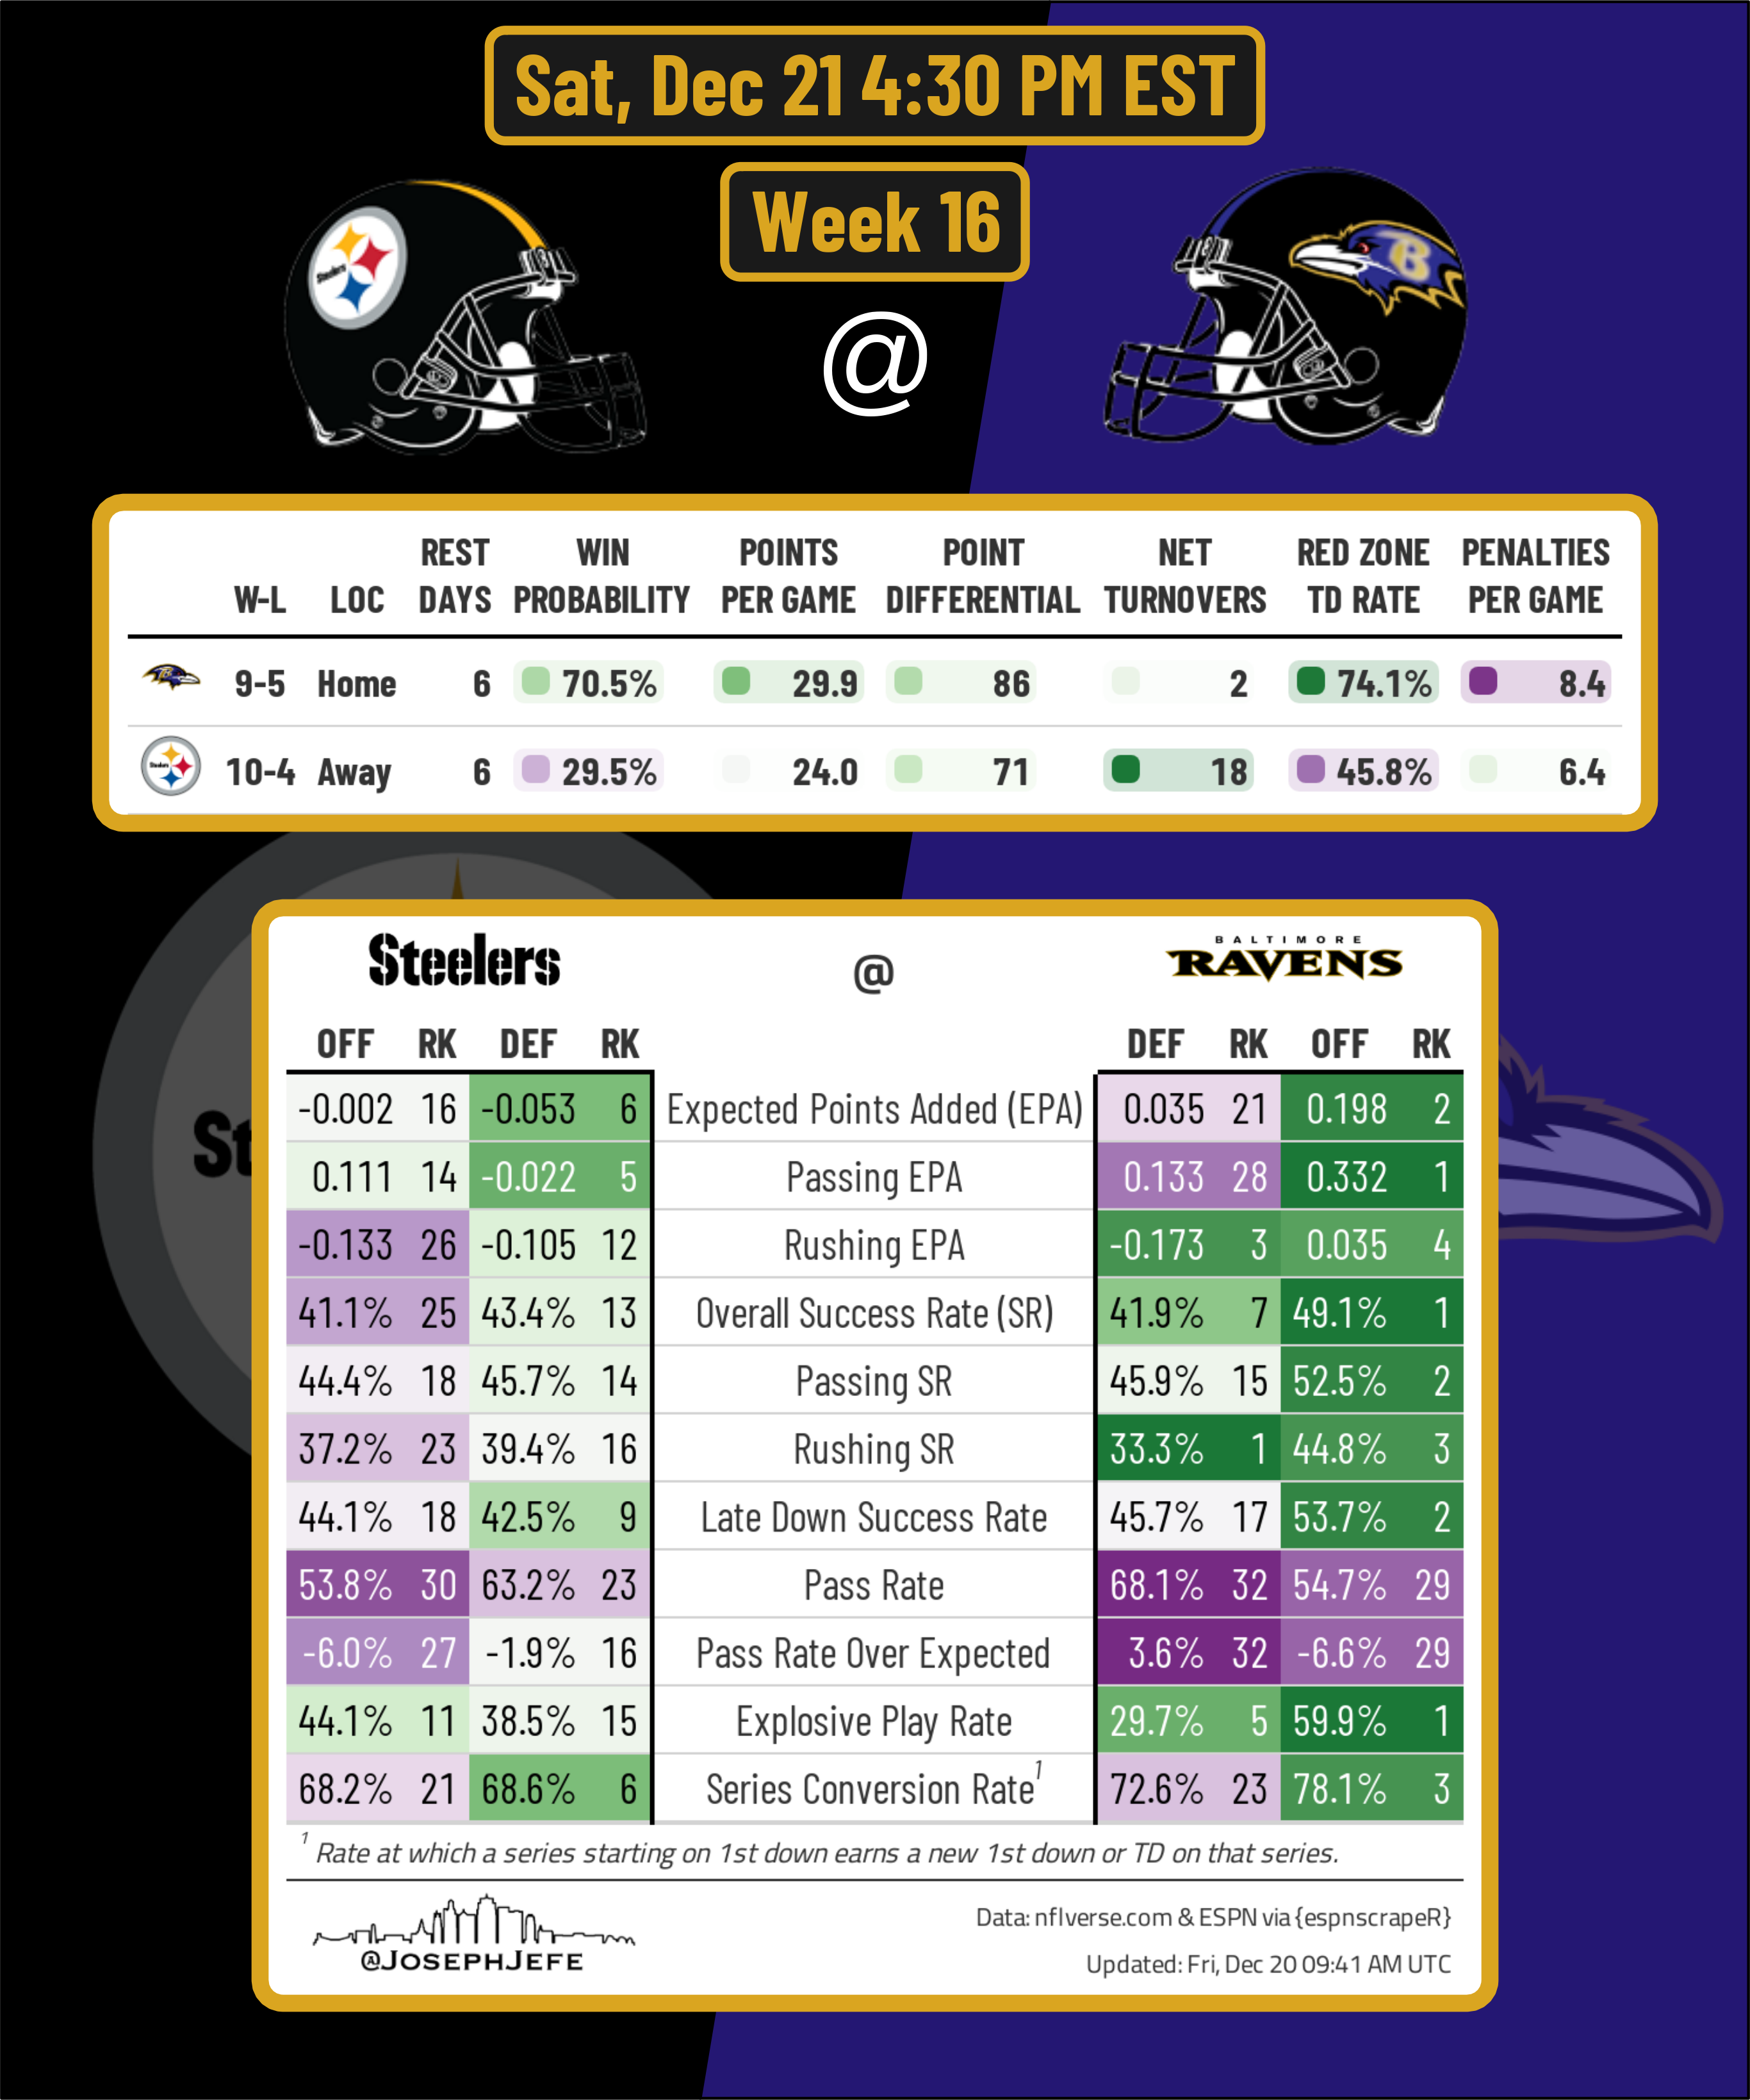 Sat, Dec 21 4:30 PM EST
Week 16
Steelers
B
@
W-L LOC REST DAYS WIN PROBABILITY POINTS PER GAME POINT DIFFERENTIAL NET TURNOVERS RED ZONE TD RATE PENALTIES PER GAME
9-5 Home 6 70.5% 29.9 86 2 74.1% 8.4
Steelers 10-4 Away 6 29.5% 24.0 71 18 45.8% 6.4
Steelers @ BALTIMORE RAVENS
OFF RK DEF RK DEF RK OFF RK
-0.002 16 -0.053 6 Expected Points Added (EPA) 0.035 21 0.198 2
0.111 14 -0.022 5 Passing EPA 0.133 28 0.332 1
St
-0.133 26 -0.105 12 Rushing EPA -0.173 3 0.035 4
41.1% 25 43.4% 13 Overall Success Rate (SR) 41.9% 7 49.1% 1
44.4% 18 45.7% 14 Passing SR 45.9% 15 52.5% 2
37.2% 23 39.4% 16 Rushing SR 33.3% 1 44.8% 3
44.1% 18 42.5% 9 Late Down Success Rate 45.7% 17 53.7% 2
53.8% 30 63.2% 23 Pass Rate 68.1% 32 54.7% 29
-6.0% 27 -1.9% 16 Pass Rate Over Expected 3.6% 32 -6.6% 29
44.1% 11 38.5% 15 Explosive Play Rate 29.7% 5 59.9% 1
68.2% 21 68.6% 6 Series Conversion Rate¹ 72.6% 23 78.1% 3
¹ Rate at which a series starting on 1st down earns a new 1st down or TD on that series.
@JOSEPHJEFE
Data: nflverse.com & ESPN via {espnscrapeR}
Updated: Fri, Dec 20 09:41 AM UTC